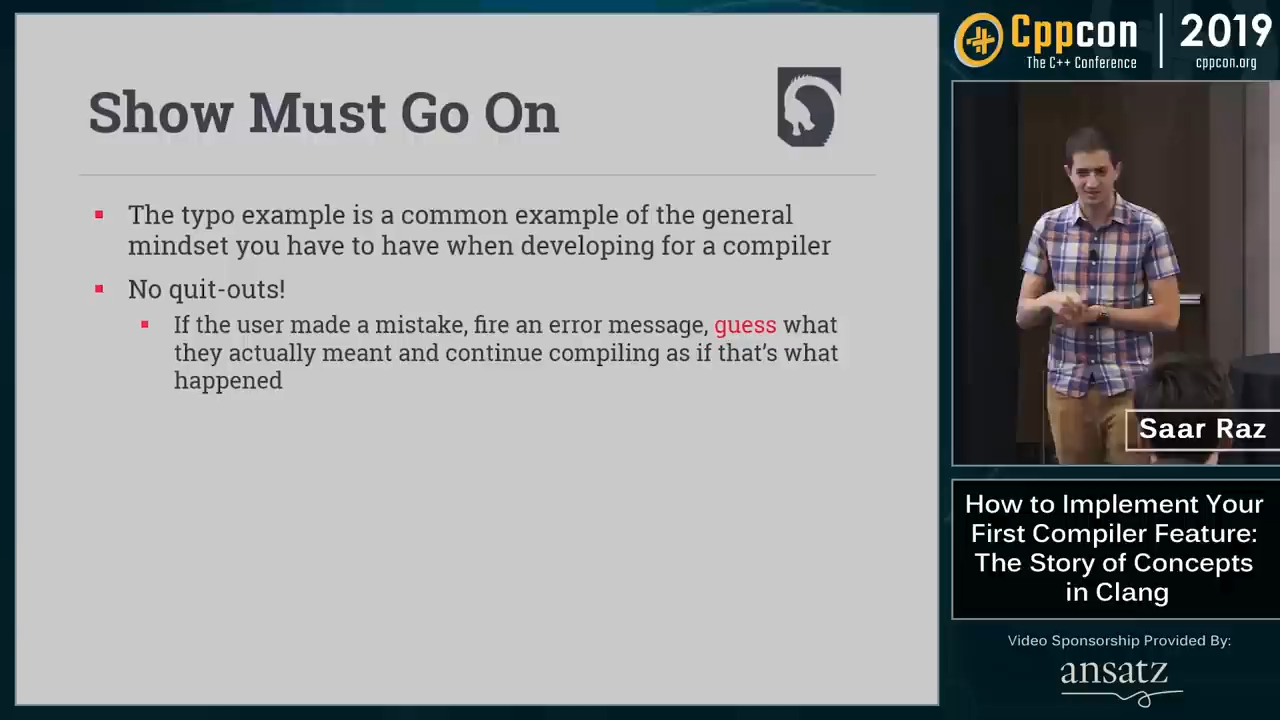 Show Must Go On
The typo example is a common example of the general
mindset you have to have when developing for a compiler
No quit-outs!
If the user made a mistake, fire an error message, guess what
they actually meant and continue compiling as if that's what
happened
Cppcon
The C++ Conference
2019
cppcon.org
Saar Raz
How to Implement Your
First Compiler Feature:
The Story of Concepts
in Clang
Video Sponsorship Provided By:
ansatz